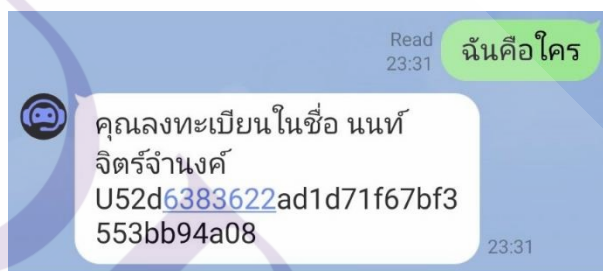 Read
23:31
ฉันคือใคร
คุณลงทะเบียนในชื่อ นนท์
จิตร์จำนงค์
U52d6383622ad1d71f67bf3
553bb94a08
23:31